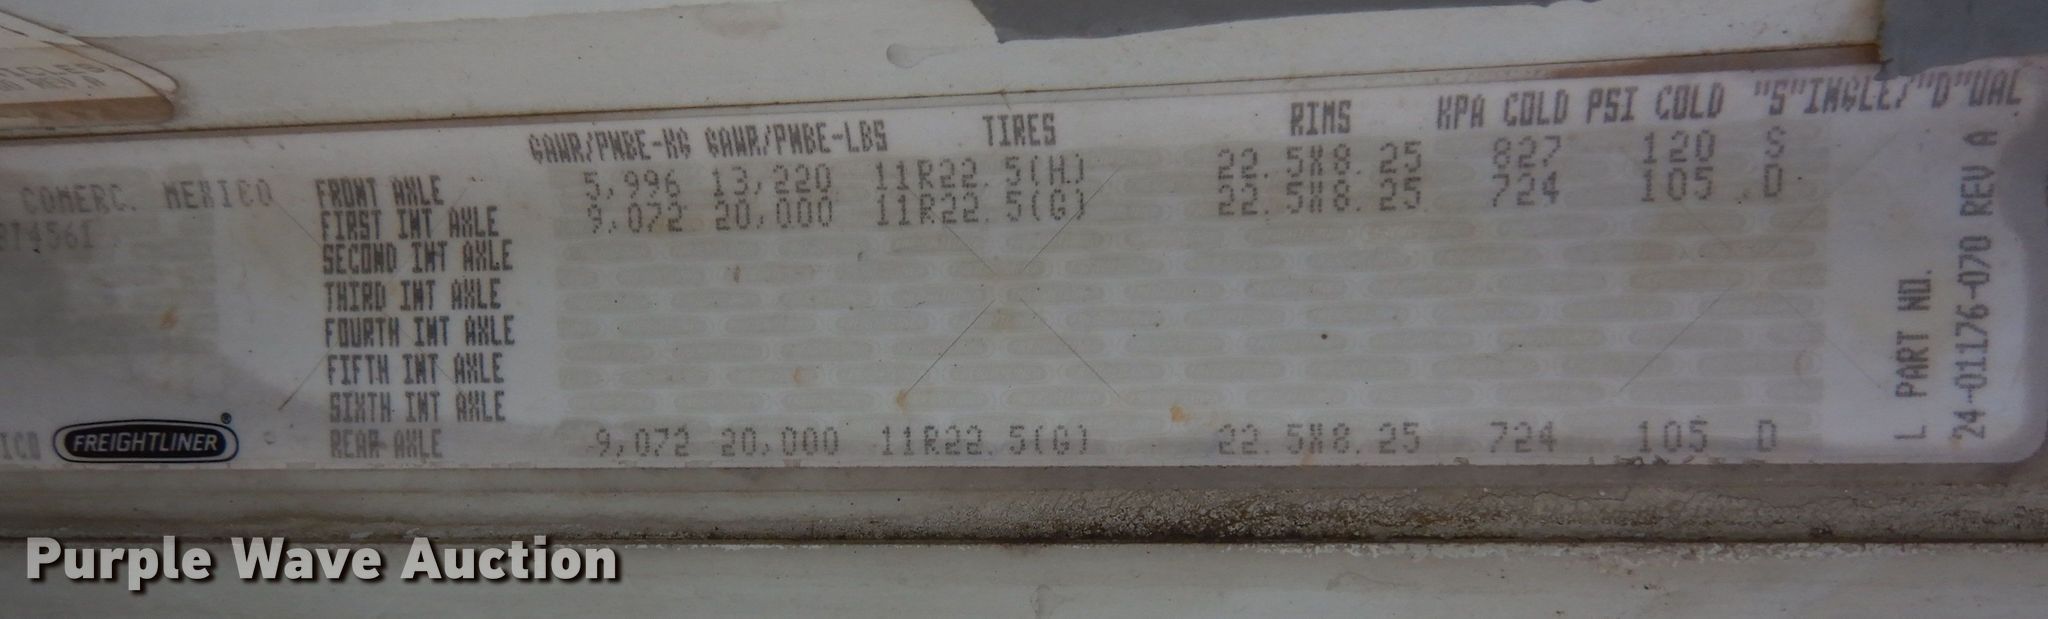 GAWR/PNBE-KG GAWR/PNBE-LBS TIRES RIMS KPA COLD PSI COLD "S"INGLE/"D"UAL
COMERC. MEXICO FRONT AXLE 5,996 13,220 11R22.5(H) 22.5X8.25 827 120 S
FIRST INT AXLE 9,072 20,000 11R22.5(G) 22.5X8.25 724 105 D
SECOND INT AXLE
THIRD INT AXLE
FOURTH INT AXLE
FIFTH INT AXLE
SIXTH INT AXLE
FREIGHTLINER® REAR AXLE 9,072 20,000 11R22.5(G) 22.5X8.25 724 105 D
L PART NO.
24-01176-070 REV A
Purple Wave Auction